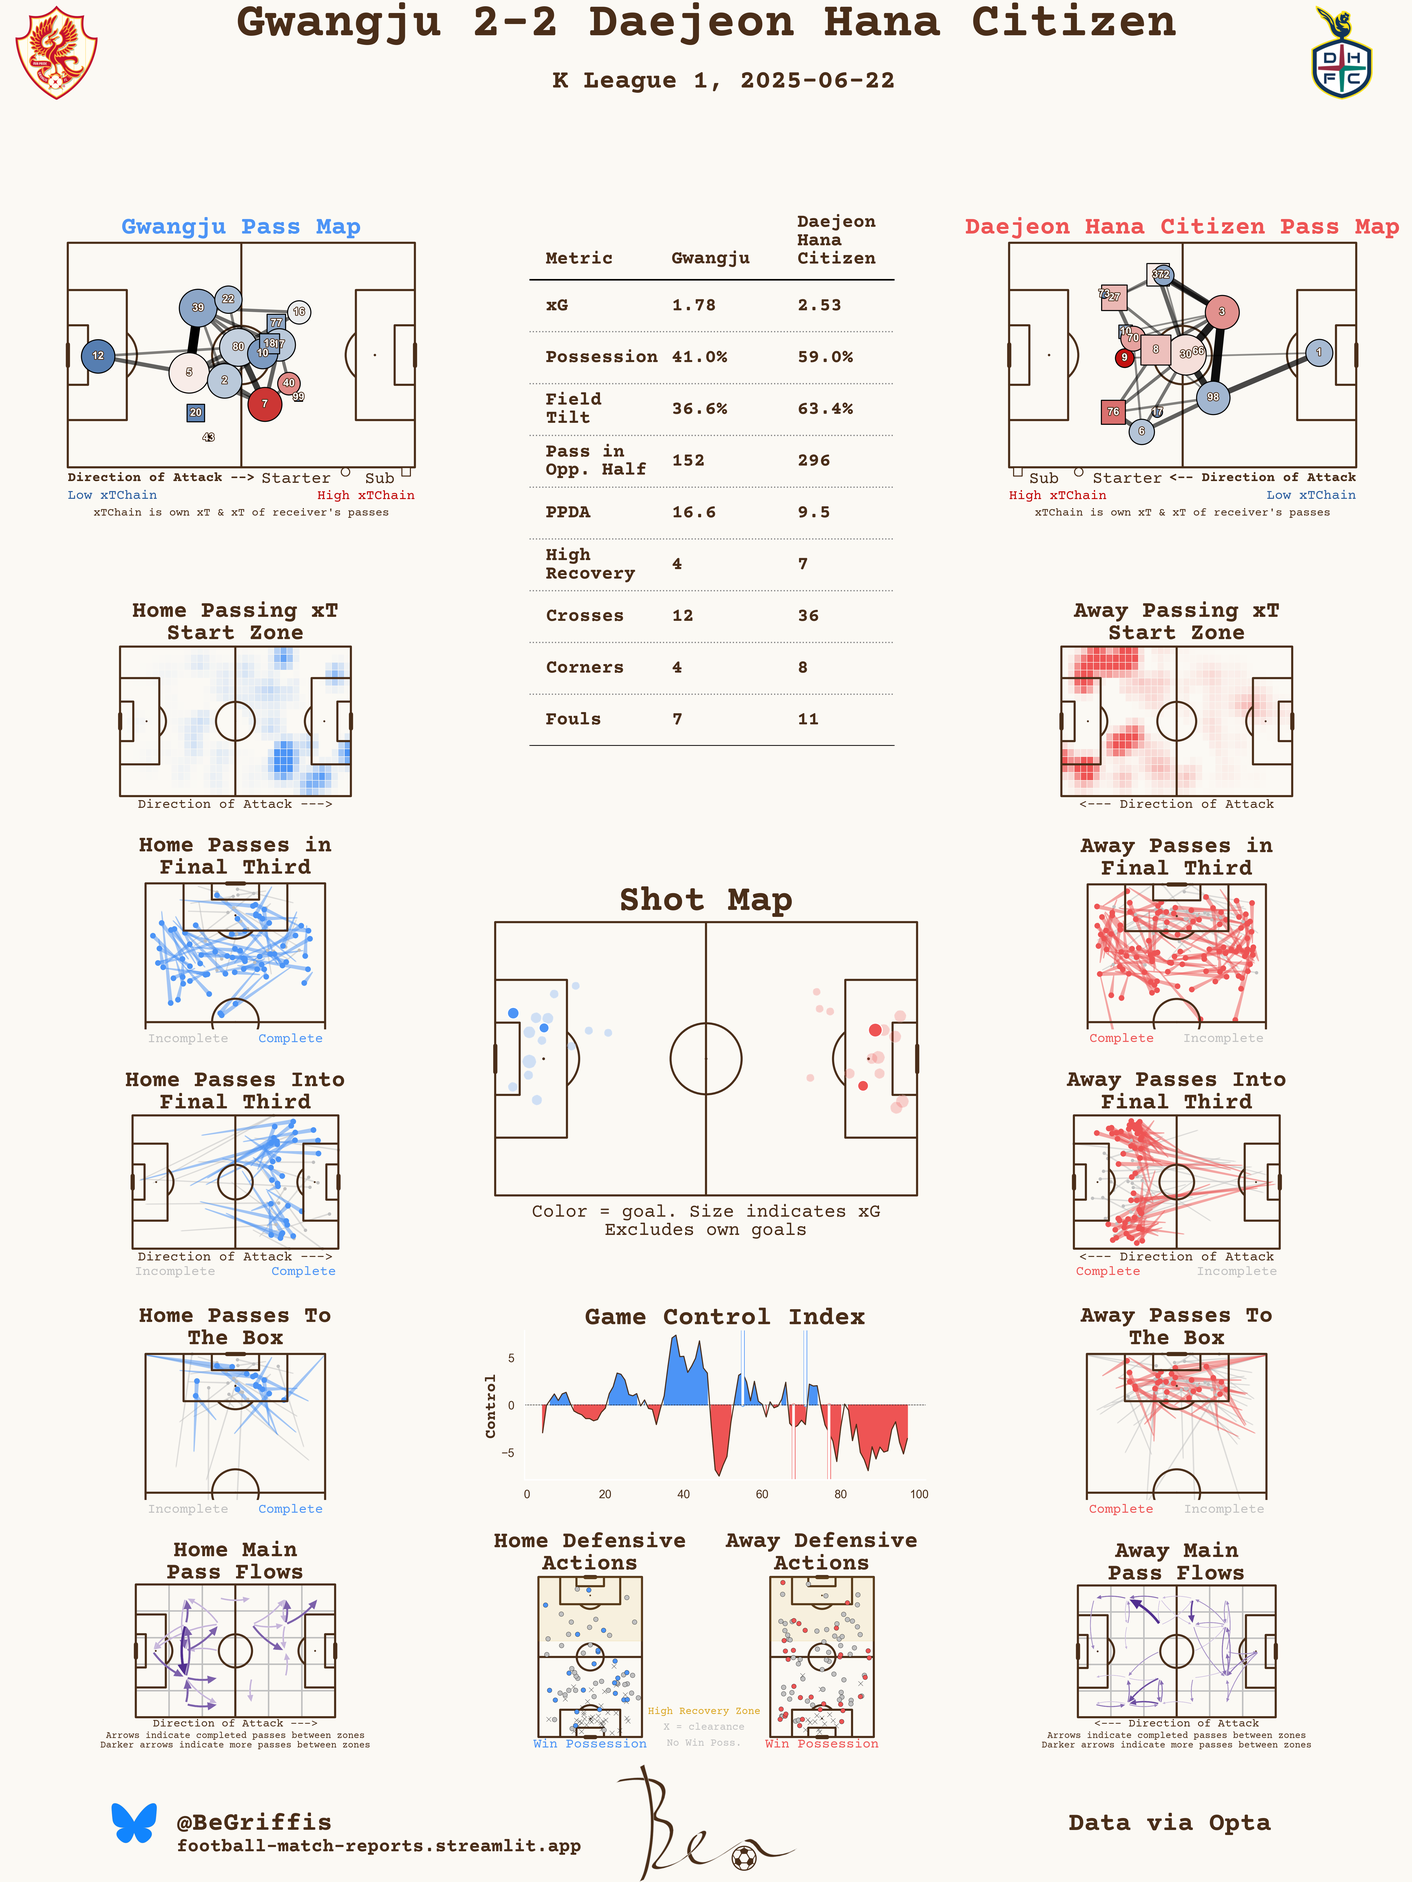 Gwangju 2-2 Daejeon Hana Citizen
K League 1, 2025-06-22
D H
F C
Gwangju Pass Map
39
22
16
77
18
80
10
12
5
2
40
7
99
20
43
Direction of Attack --> Starter Sub
Low xTChain High xTChain
xTChain is own xT & xT of receiver's passes
Daejeon
Hana
Metric Gwangju Citizen
xG 1.78 2.53
Possession 41.0% 59.0%
Field
Tilt 36.6% 63.4%
Pass in
Opp. Half 152 296
PPDA 16.6 9.5
High
Recovery 4 7
Crosses 12 36
Corners 4 8
Fouls 7 11
Daejeon Hana Citizen Pass Map
27
3
70
8
30
66
9
1
98
76
17
6
Sub Starter <-- Direction of Attack
High xTChain Low xTChain
xTChain is own xT & xT of receiver's passes
Home Passing xT
Start Zone
Direction of Attack --->
Away Passing xT
Start Zone
<--- Direction of Attack
Home Passes in
Final Third
Incomplete Complete
Away Passes in
Final Third
Complete Incomplete
Shot Map
Color = goal. Size indicates xG
Excludes own goals
Home Passes Into
Final Third
Direction of Attack --->
Incomplete Complete
Away Passes Into
Final Third
<--- Direction of Attack
Complete Incomplete
Home Passes To
The Box
Incomplete Complete
Game Control Index
Control
5
0
−5
0 20 40 60 80 100
Away Passes To
The Box
Complete Incomplete
Home Main
Pass Flows
Direction of Attack --->
Arrows indicate completed passes between zones
Darker arrows indicate more passes between zones
Home Defensive
Actions
Win Possession
Away Defensive
Actions
Win Possession
High Recovery Zone
X = clearance
No Win Poss.
Away Main
Pass Flows
<--- Direction of Attack
Arrows indicate completed passes between zones
Darker arrows indicate more passes between zones
@BeGriffis
football-match-reports.streamlit.app
Ben
Data via Opta